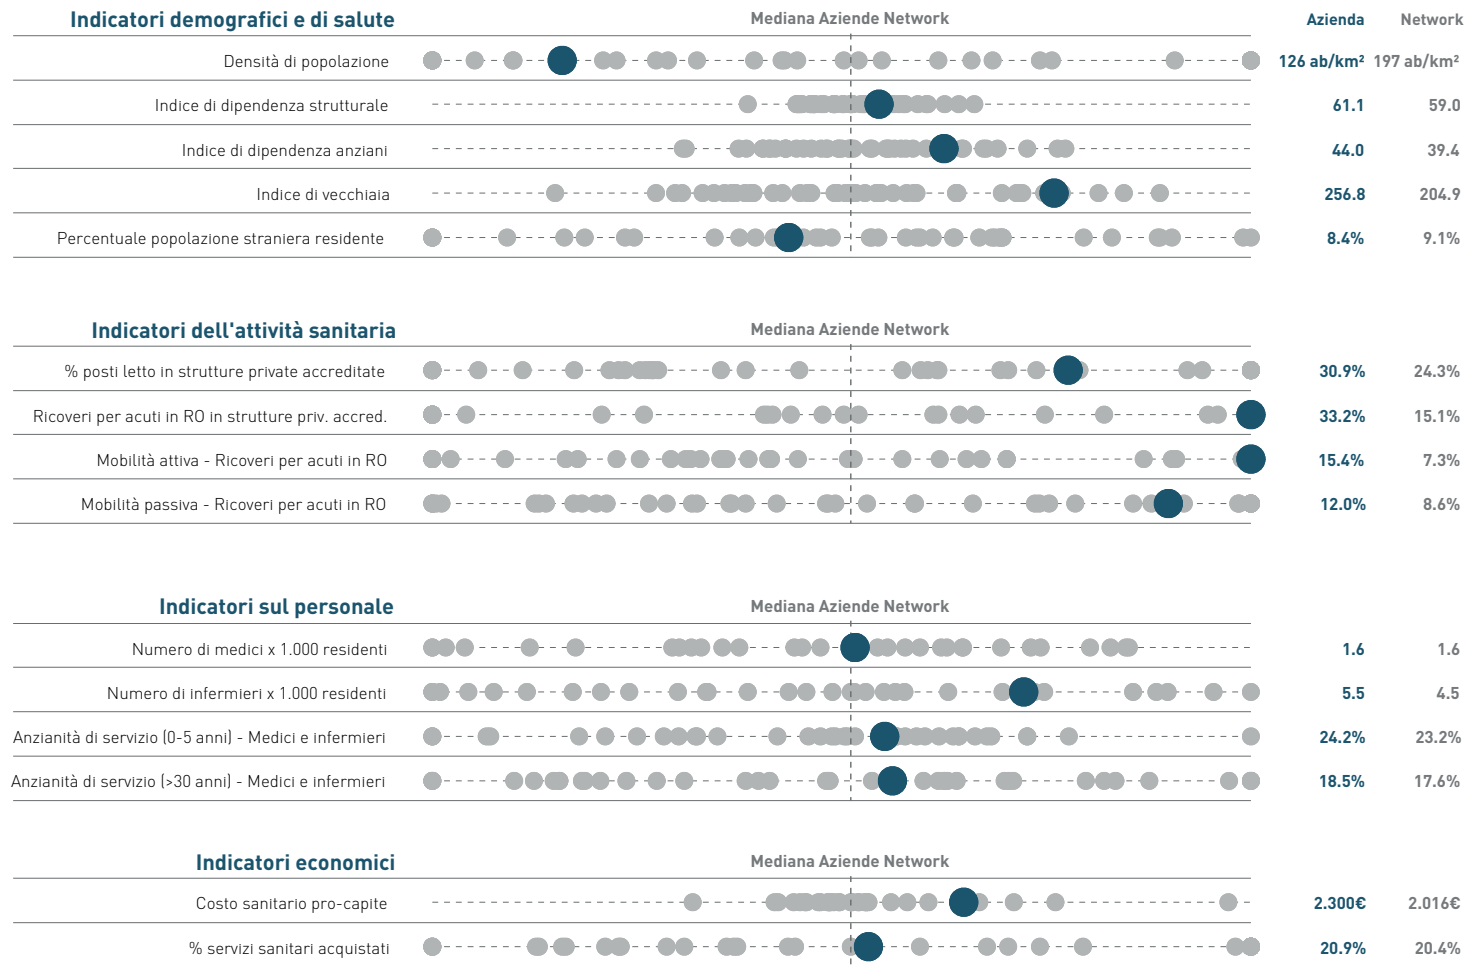 Indicatori demografici e di salute Mediana Aziende Network Azienda Network
Densità di popolazione 126 ab/km² 197 ab/km²
Indice di dipendenza strutturale 61.1 59.0
Indice di dipendenza anziani 44.0 39.4
Indice di vecchiaia 256.8 204.9
Percentuale popolazione straniera residente 8.4% 9.1%
Indicatori dell'attività sanitaria Mediana Aziende Network
% posti letto in strutture private accreditate 30.9% 24.3%
Ricoveri per acuti in RO in strutture priv. accred. 33.2% 15.1%
Mobilità attiva - Ricoveri per acuti in RO 15.4% 7.3%
Mobilità passiva - Ricoveri per acuti in RO 12.0% 8.6%
Indicatori sul personale Mediana Aziende Network
Numero di medici x 1.000 residenti 1.6 1.6
Numero di infermieri x 1.000 residenti 5.5 4.5
Anzianità di servizio (0-5 anni) - Medici e infermieri 24.2% 23.2%
Anzianità di servizio (>30 anni) - Medici e infermieri 18.5% 17.6%
Indicatori economici Mediana Aziende Network
Costo sanitario pro-capite 2.300€ 2.016€
% servizi sanitari acquistati 20.9% 20.4%